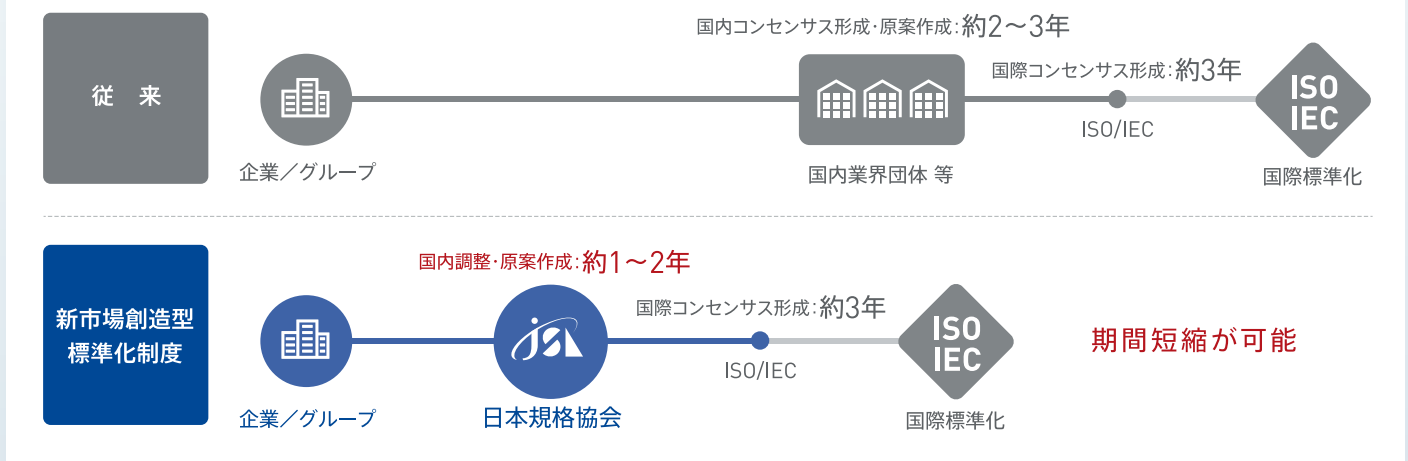 従 来
国内コンセンサス形成・原案作成：約2～3年
国際コンセンサス形成：約3年
ISO
IEC
ISO/IEC
企業／グループ
国内業界団体 等
国際標準化
新市場創造型
標準化制度
国内調整・原案作成：約1～2年
国際コンセンサス形成：約3年
jSA
ISO
IEC
期間短縮が可能
ISO/IEC
企業／グループ
日本規格協会
国際標準化